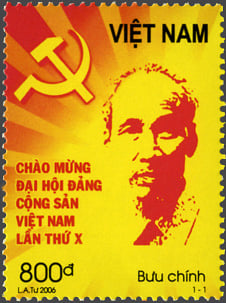 VIỆT NAM
CHÀO MỪNG
ĐẠI HỘI ĐẢNG
CỘNG SẢN
VIỆT NAM
LẦN THỨ X
800đ
Bưu chính
L.A.Tư 2006
1 - 1